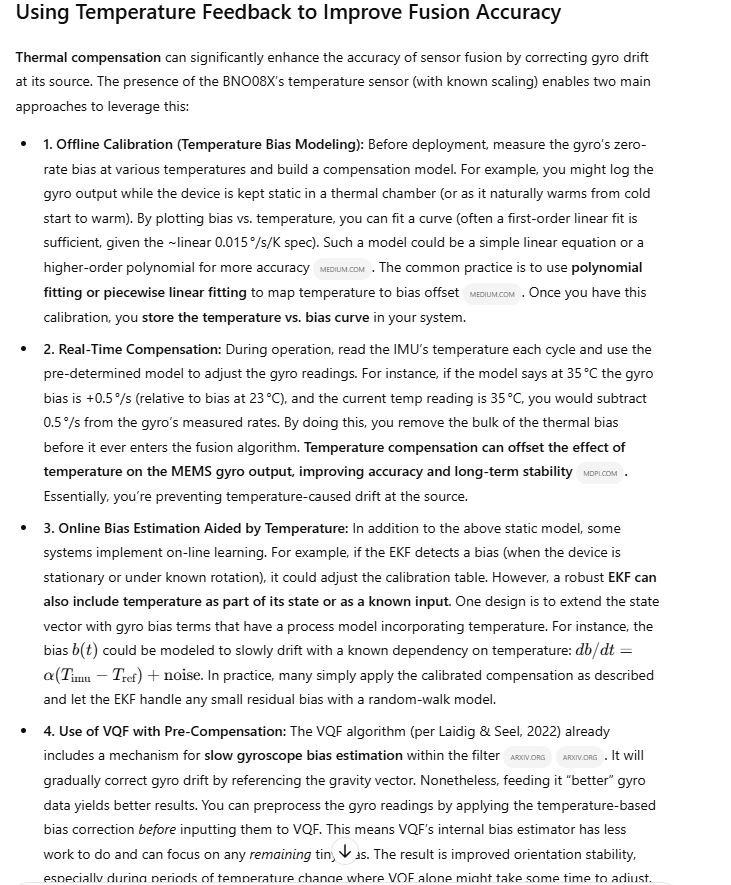 Using Temperature Feedback to Improve Fusion Accuracy
Thermal compensation can significantly enhance the accuracy of sensor fusion by correcting gyro drift
at its source. The presence of the BNO08X's temperature sensor (with known scaling) enables two main
approaches to leverage this:
• 1. Offline Calibration (Temperature Bias Modeling): Before deployment, measure the gyro's zero-
rate bias at various temperatures and build a compensation model. For example, you might log the
gyro output while the device is kept static in a thermal chamber (or as it naturally warms from cold
start to warm). By plotting bias vs. temperature, you can fit a curve (often a first-order linear fit is
sufficient, given the ~linear 0.015 °/s/K spec). Such a model could be a simple linear equation or a
higher-order polynomial for more accuracy MEDIUM.COM . The common practice is to use polynomial
fitting or piecewise linear fitting to map temperature to bias offset MEDIUM.COM . Once you have this
calibration, you store the temperature vs. bias curve in your system.
• 2. Real-Time Compensation: During operation, read the IMU's temperature each cycle and use the
pre-determined model to adjust the gyro readings. For instance, if the model says at 35 °C the gyro
bias is +0.5 °/s (relative to bias at 23 °C), and the current temp reading is 35 °C, you would subtract
0.5 °/s from the gyro's measured rates. By doing this, you remove the bulk of the thermal bias
before it ever enters the fusion algorithm. Temperature compensation can offset the effect of
temperature on the MEMS gyro output, improving accuracy and long-term stability MDPI.COM .
Essentially, you're preventing temperature-caused drift at the source.
• 3. Online Bias Estimation Aided by Temperature: In addition to the above static model, some
systems implement on-line learning. For example, if the EKF detects a bias (when the device is
stationary or under known rotation), it could adjust the calibration table. However, a robust EKF can
also include temperature as part of its state or as a known input. One design is to extend the state
vector with gyro bias terms that have a process model incorporating temperature. For instance, the
bias b(t) could be modeled to slowly drift with a known dependency on temperature: db/dt =
α(T_imu − T_ref) + noise. In practice, many simply apply the calibrated compensation as described
and let the EKF handle any small residual bias with a random-walk model.
• 4. Use of VQF with Pre-Compensation: The VQF algorithm (per Laidig & Seel, 2022) already
includes a mechanism for slow gyroscope bias estimation within the filter ARXIV.ORG ARXIV.ORG . It will
gradually correct gyro drift by referencing the gravity vector. Nonetheless, feeding it "better" gyro
data yields better results. You can preprocess the gyro readings by applying the temperature-based
bias correction before inputting them to VQF. This means VQF's internal bias estimator has less
work to do and can focus on any remaining The result is improved orientation stability,
especially during periods of temperature change where VQF alone might take some time to adjust.